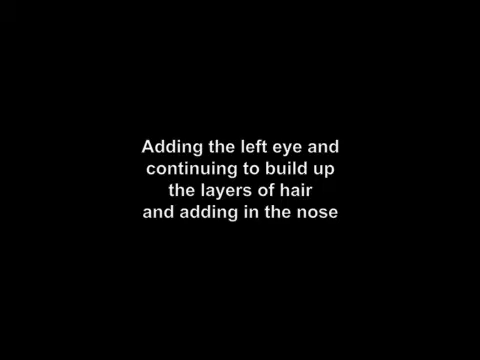 Adding the left eye and
continuing to build up
the layers of hair
and adding in the nose